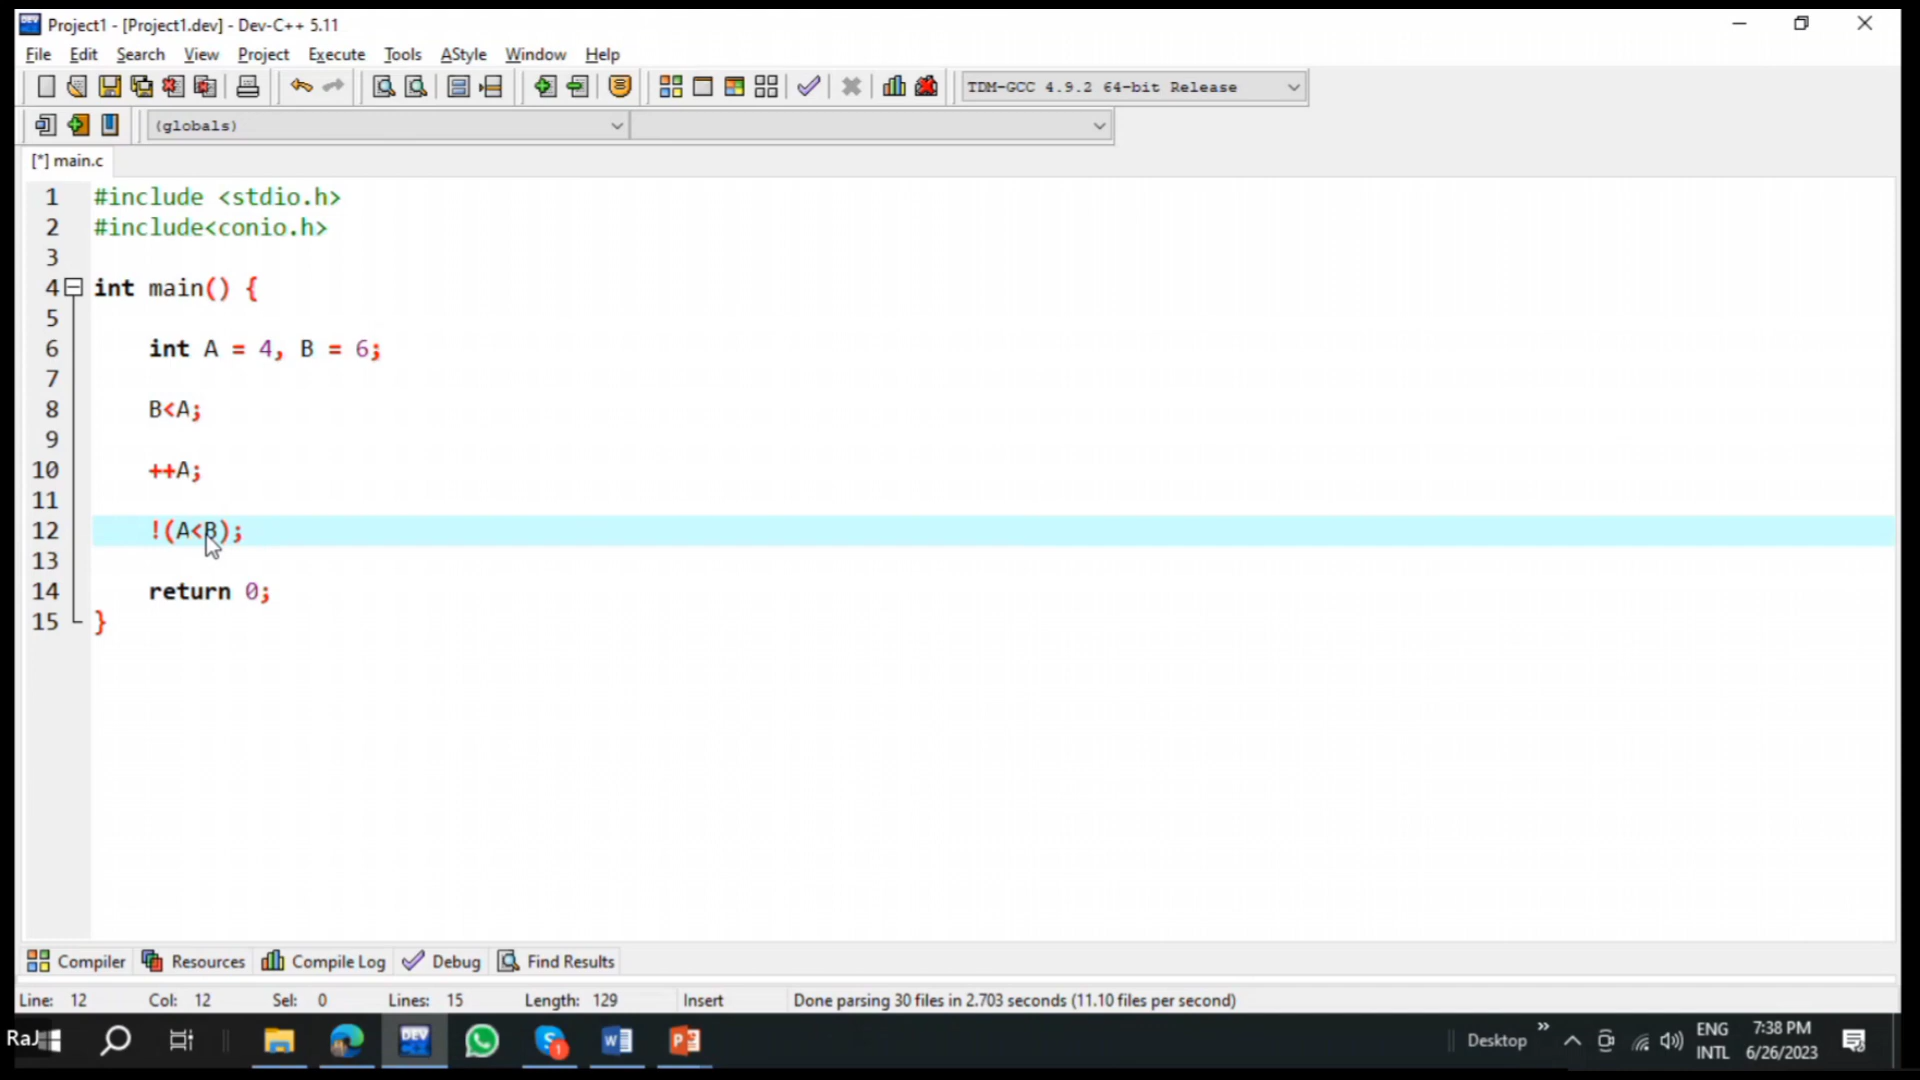 Project1 - [Project1.dev] - Dev-C++ 5.11
File Edit Search View Project Execute Tools AStyle Window Help
TDM-GCC 4.9.2 64-bit Release
(globals)
[*] main.c
1 #include <stdio.h>
2 #include<conio.h>
3
4 int main() {
5
6 int A = 4, B = 6;
7
8 B<A;
9
10 ++A;
11
12 !(A<B);
13
14 return 0;
15 }
Compiler Resources Compile Log Debug Find Results
Line: 12 Col: 12 Sel: 0 Lines: 15 Length: 129 Insert Done parsing 30 files in 2.703 seconds (11.10 files per second)
RaJ DEV Desktop » ENG 7:38 PM
INTL 6/26/2023